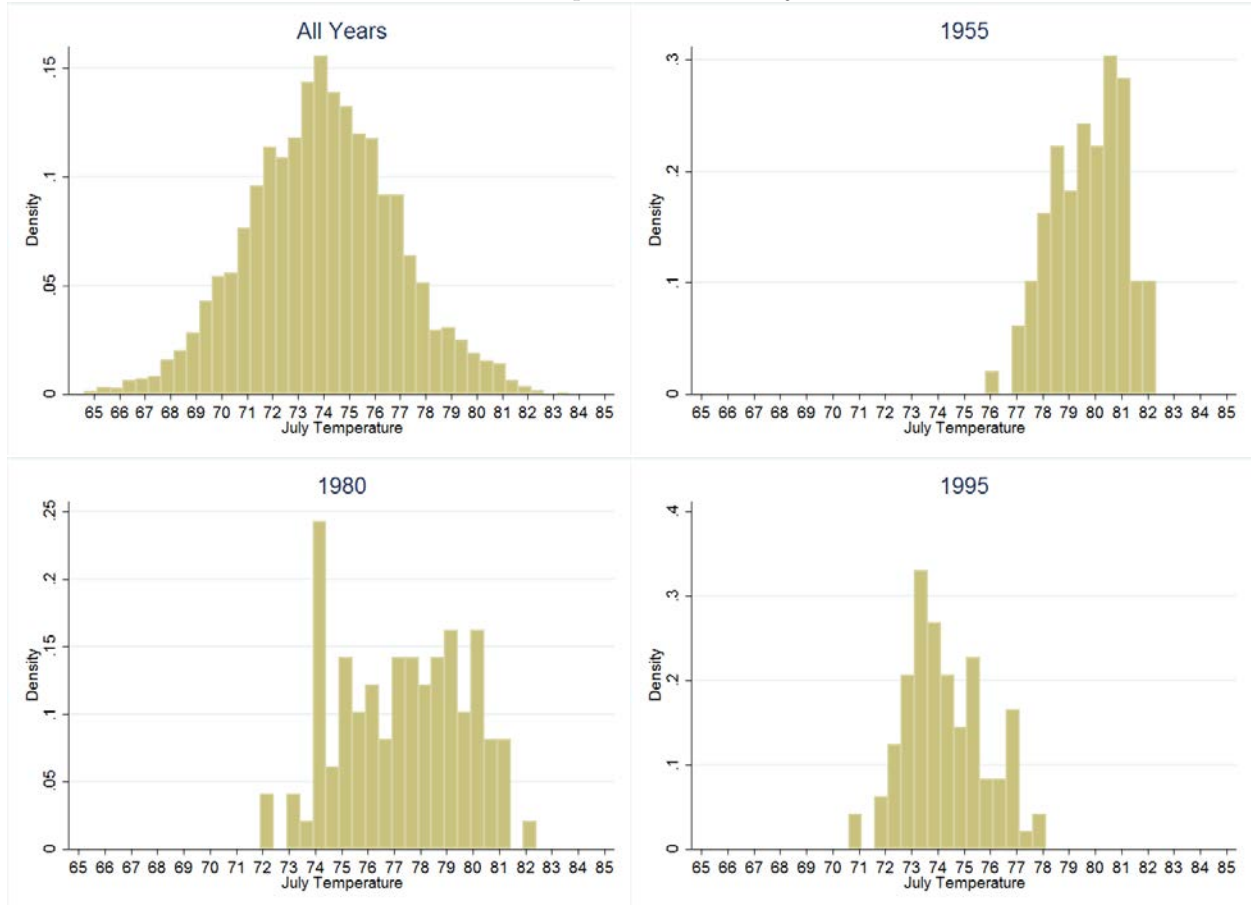 All Years
Density
0 .05 .1 .15
65 66 67 68 69 70 71 72 73 74 75 76 77 78 79 80 81 82 83 84 85
July Temperature
1955
Density
0 .1 .2 .3
65 66 67 68 69 70 71 72 73 74 75 76 77 78 79 80 81 82 83 84 85
July Temperature
1980
Density
0 .05 .1 .15 .2 .25
65 66 67 68 69 70 71 72 73 74 75 76 77 78 79 80 81 82 83 84 85
July Temperature
1995
Density
0 .1 .2 .3 .4
65 66 67 68 69 70 71 72 73 74 75 76 77 78 79 80 81 82 83 84 85
July Temperature